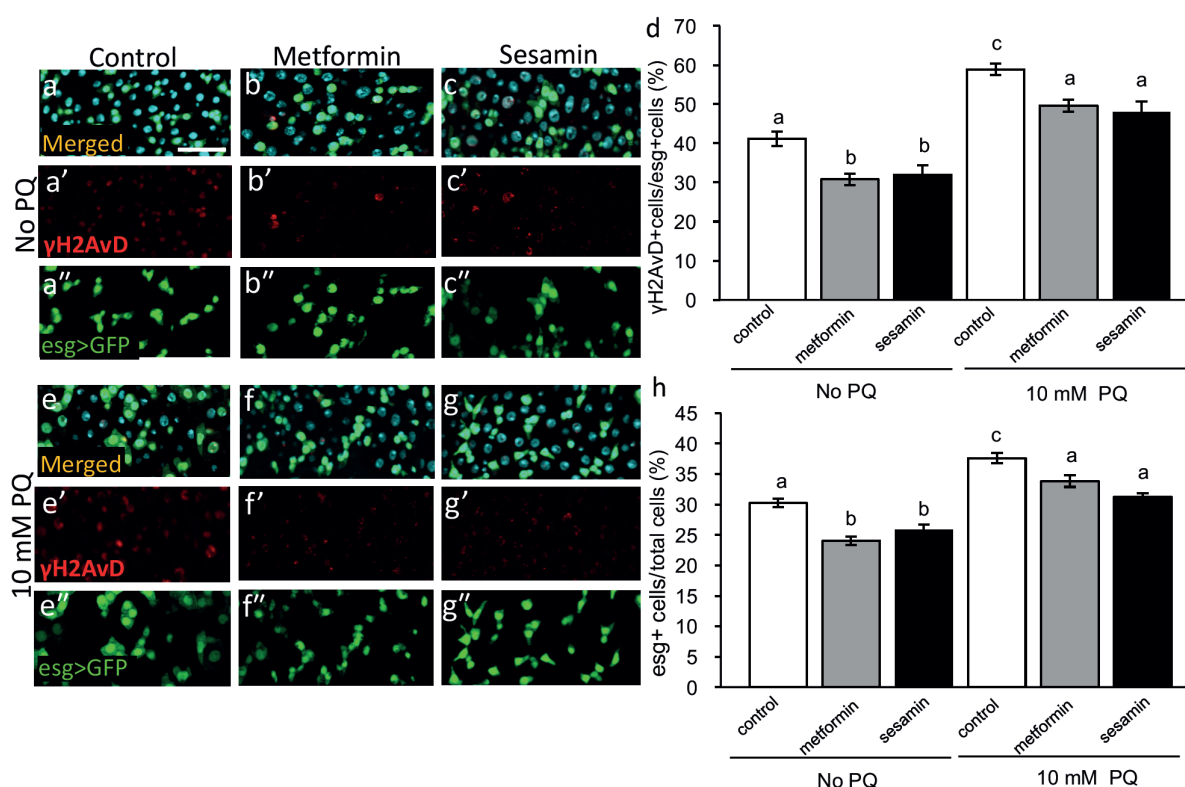 Control Metformin Sesamin
No PQ
a b c
Merged
a’ b’ c’
γH2AvD
a″ b″ c″
esg>GFP
10 mM PQ
e f g
Merged
e’ f’ g’
γH2AvD
e″ f″ g″
esg>GFP
d
γH2AvD+cells/esg+cells (%)
70
60
50
40
30
20
10
0
a b b c a a
control metformin sesamin control metformin sesamin
No PQ 10 mM PQ
h
esg+ cells/total cells (%)
45
40
35
30
25
20
15
10
5
0
a b b c a a
control metformin sesamin control metformin sesamin
No PQ 10 mM PQ